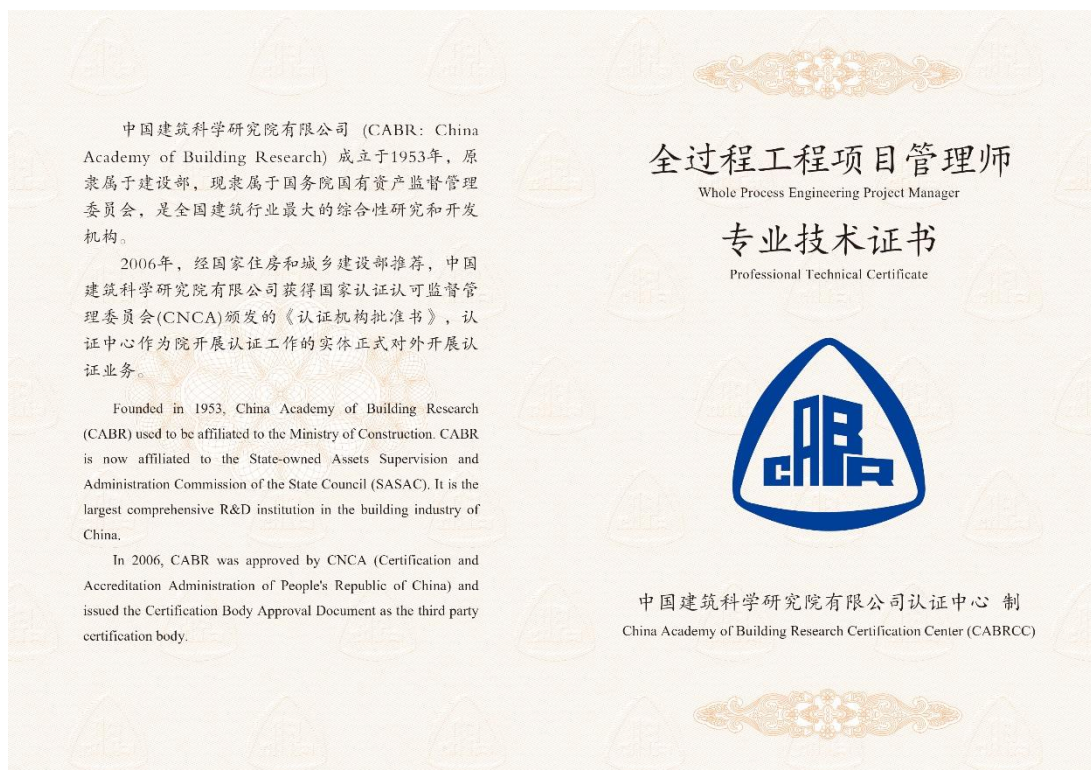 中国建筑科学研究院有限公司 (CABR: China
Academy of Building Research) 成立于1953年，原
隶属于建设部，现隶属于国务院国有资产监督管理
委员会，是全国建筑行业最大的综合性研究和开发
机构。
2006年，经国家住房和城乡建设部推荐，中国
建筑科学研究院有限公司获得国家认证认可监督管
理委员会(CNCA)颁发的《认证机构批准书》，认
证中心作为院开展认证工作的实体正式对外开展认
证业务。
Founded in 1953, China Academy of Building Research
(CABR) used to be affiliated to the Ministry of Construction. CABR
is now affiliated to the State-owned Assets Supervision and
Administration Commission of the State Council (SASAC). It is the
largest comprehensive R&D institution in the building industry of
China.
In 2006, CABR was approved by CNCA (Certification and
Accreditation Administration of People's Republic of China) and
issued the Certification Body Approval Document as the third party
certification body.
全过程工程项目管理师
Whole Process Engineering Project Manager
专业技术证书
Professional Technical Certificate
CABR
中国建筑科学研究院有限公司认证中心 制
China Academy of Building Research Certification Center (CABRCC)